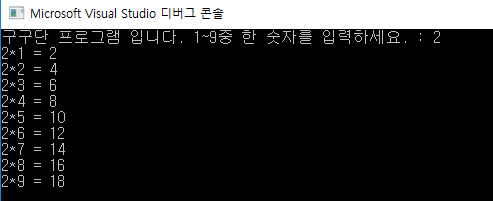 Microsoft Visual Studio 디버그 콘솔
구구단 프로그램 입니다. 1~9중 한 숫자를 입력하세요. : 2
2*1 = 2
2*2 = 4
2*3 = 6
2*4 = 8
2*5 = 10
2*6 = 12
2*7 = 14
2*8 = 16
2*9 = 18